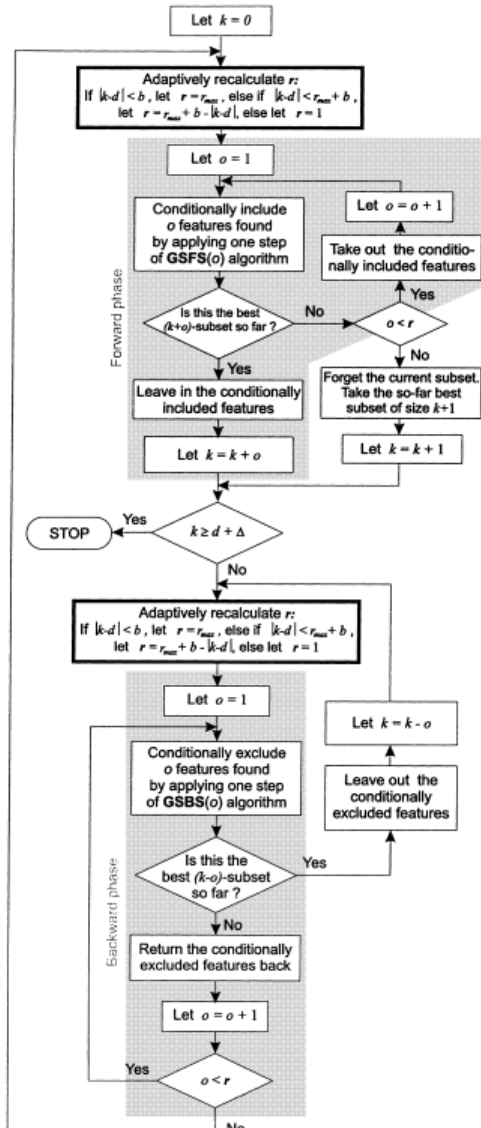 Let k=0
Adaptively recalculate r:
If |k-d|<b, let r=rmax, else if |k-d|<rmax+b,
let r=rmax+b-|k-d|, else let r=1
Let o=1
Conditionally include
o features found
by applying one step
of GSFS(o) algorithm
Let o=o+1
Take out the conditio-
nally included features
Yes
Is this the best
(k+o)-subset so far?
No
o<r
Yes
No
Leave in the conditionally
included features
Forget the current subset.
Take the so-far best
subset of size k+1
Let k=k+o
Let k=k+1
Forward phase
STOP
Yes
k≥d+Δ
No
Adaptively recalculate r:
If |k-d|<b, let r=rmax, else if |k-d|<rmax+b,
let r=rmax+b-|k-d|, else let r=1
Let o=1
Let k=k-o
Conditionally exclude
o features found
by applying one step
of GSBS(o) algorithm
Leave out the
conditionally
excluded features
Is this the
best (k-o)-subset
so far?
Yes
No
Return the conditionally
excluded features back
Let o=o+1
Backward phase
Yes
o<r
No